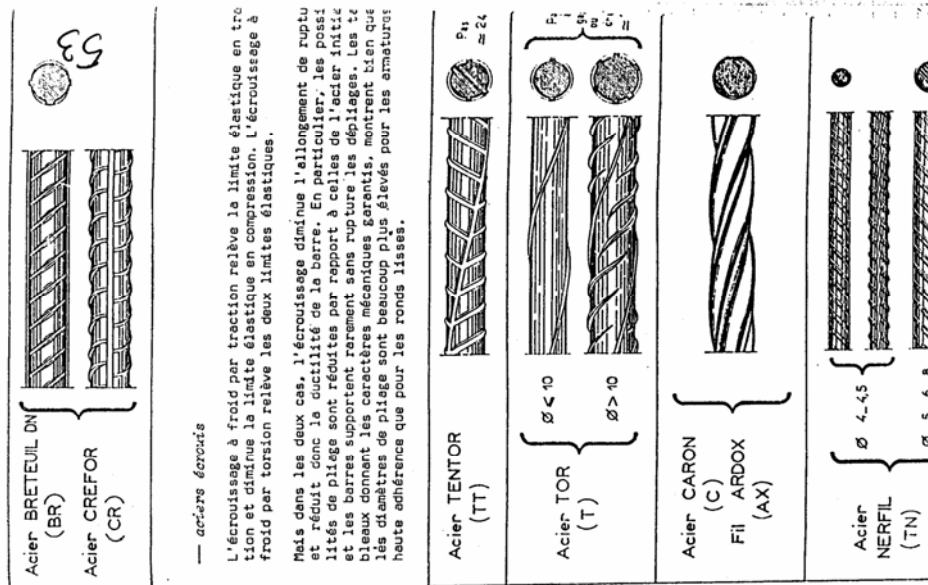 53
Acier BRETEUIL DN
(BR)
Acier CREFOR
(CR)
— aciers écrouis
L'écrouissage à froid par traction relève la limite élastique en
tion et diminue la limite élastique en compression. L'écrouissage à
froid par torsion relève les deux limites élastiques.
Mais dans les deux cas, l'écrouissage diminue l'allongement de
et réduit donc la ductilité de la barre. En particulier, les
lités de pliage sont réduites par rapport à celles de l'acier
et les barres supportent rarement sans rupture les dépliages. Les
bleaux donnant les caractères mécaniques garantis, montrent bien que
les diamètres de pliage sont beaucoup plus élevés pour les armatures
haute adhérence que pour les ronds lisses.
Acier TENTOR
(TT)
Pas
≃ 24
Acier TOR
(T)
Ø < 10
Ø > 10
Acier CARON
(C)
Fil ARDOX
(AX)
Acier
NERFIL
(TN)
Ø 4_ 4,5